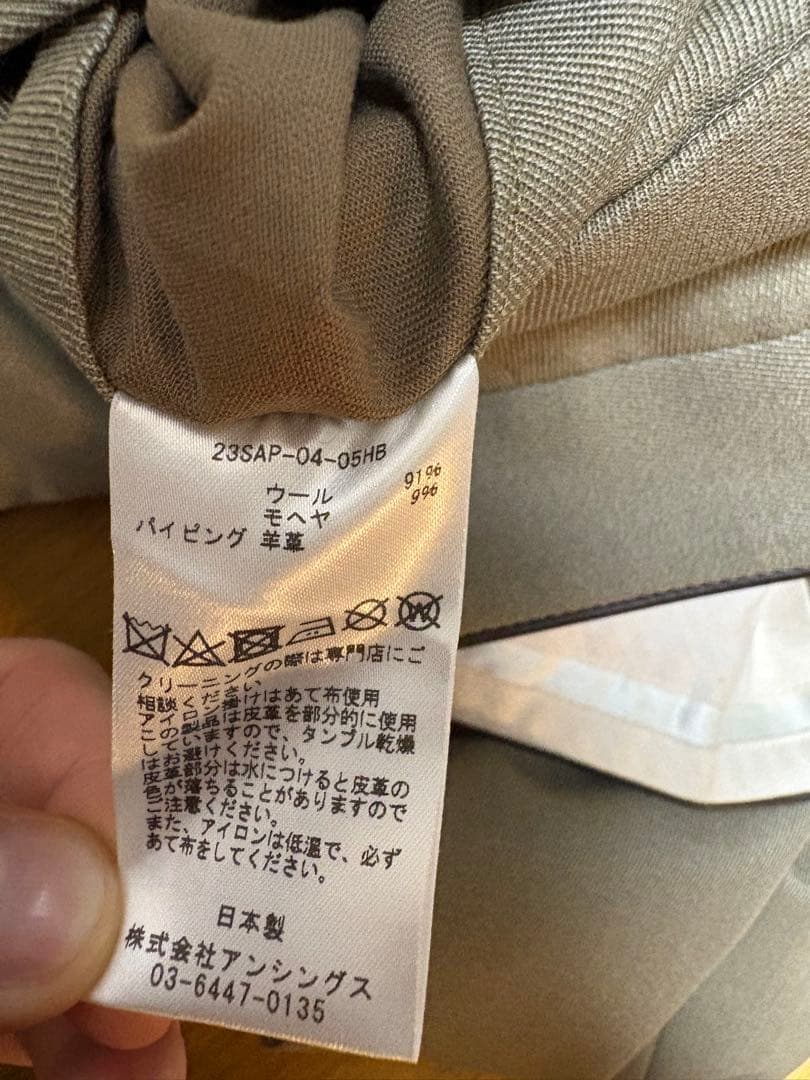 23SAP-04-05HB
ウール 91%
モヘヤ 9%
パイピング 羊革
クリーニングの際は専門店にご
相談ください。
アイロン掛けはあて布使用
この製品は皮革を部分的に使用
していますので、タンブル乾燥
はお避けください。
皮革部分は水につけると皮革の
色が落ちることがありますので
ご注意ください。
また、アイロンは低温で、必ず
あて布をしてください。
日本製
株式会社アンシングス
03-6447-0135